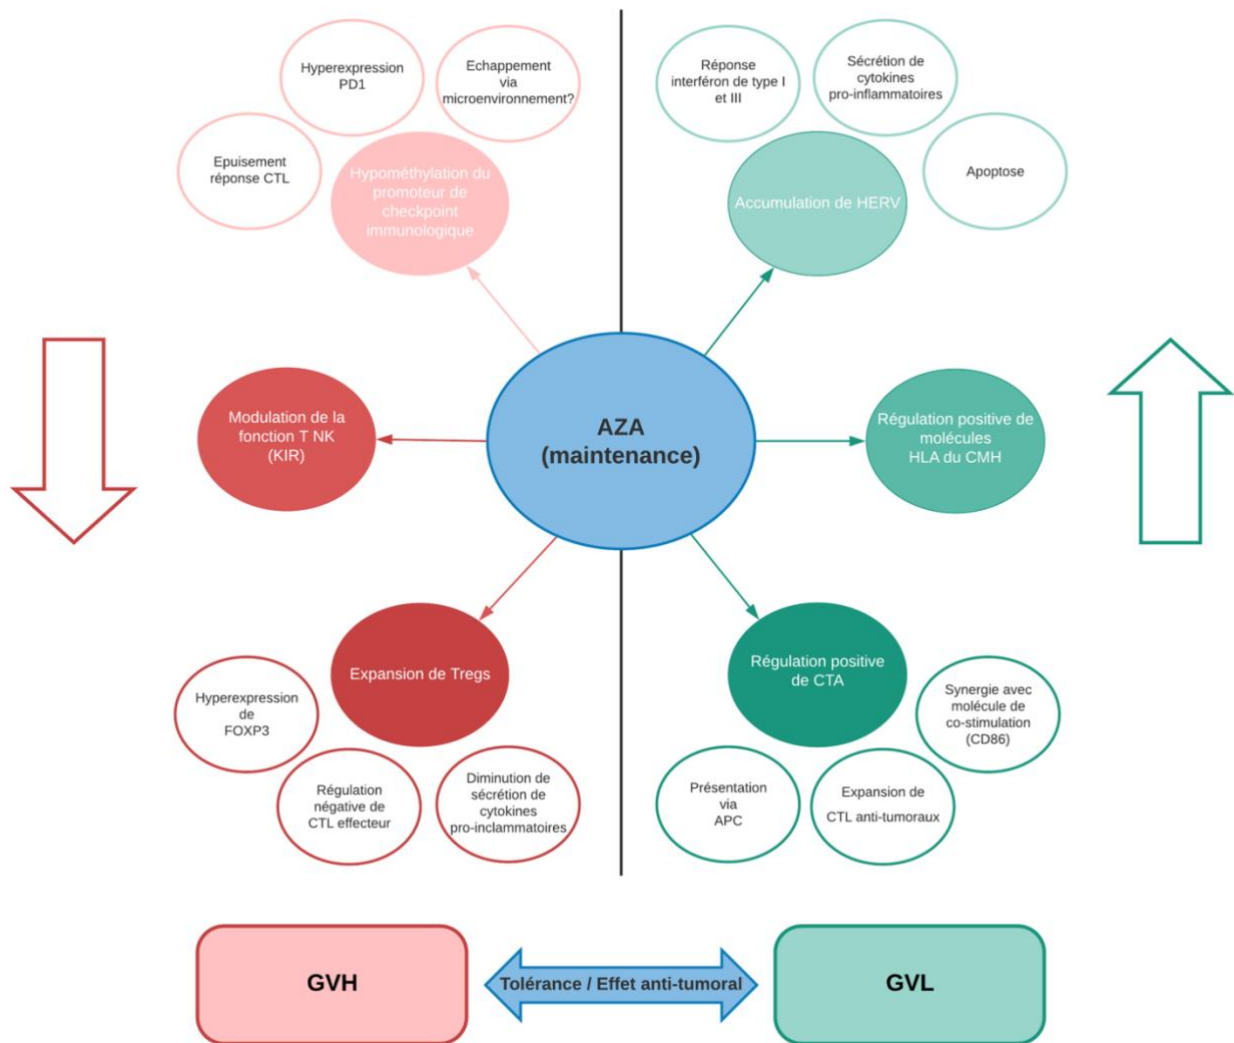 Hyperexpression
PD1
Echappement
via
microenvironnement?
Epuisement
réponse CTL
Hypométhylation du
promoteur de
checkpoint
immunologique
Réponse
interféron de type I
et III
Sécrétion de
cytokines
pro-inflammatoires
Apoptose
Accumulation de HERV
Modulation de la
fonction T NK
(KIR)
AZA
(maintenance)
Régulation positive de
molécules
HLA du CMH
Expansion de Tregs
Hyperexpression
de
FOXP3
Régulation
négative de
CTL effecteur
Diminution de
sécrétion de
cytokines
pro-inclammatoires
Régulation positive
de CTA
Synergie avec
molécule de
co-stimulation
(CD86)
Présentation
via
APC
Expansion de
CTL anti-tumoraux
GVH
Tolérance / Effet anti-tumoral
GVL